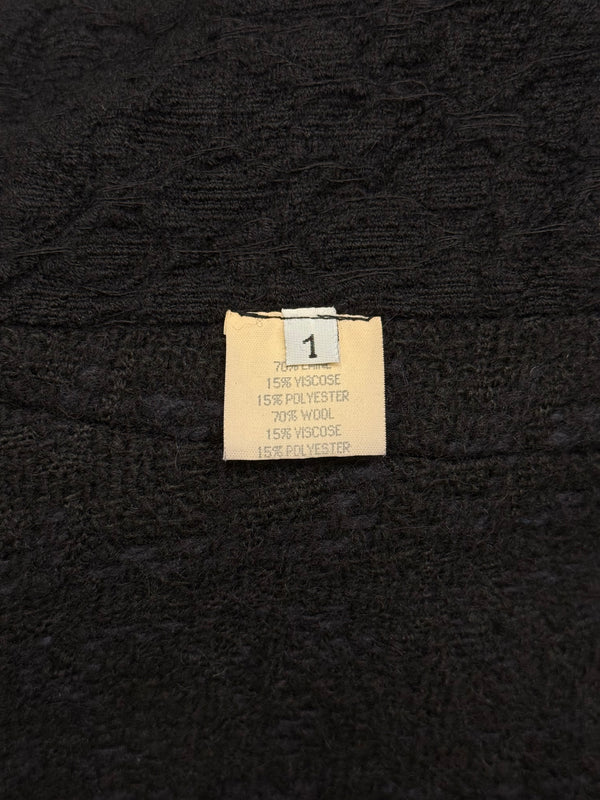 1
70% LAINE
15% VISCOSE
15% POLYESTER
70% WOOL
15% VISCOSE
15% POLYESTER